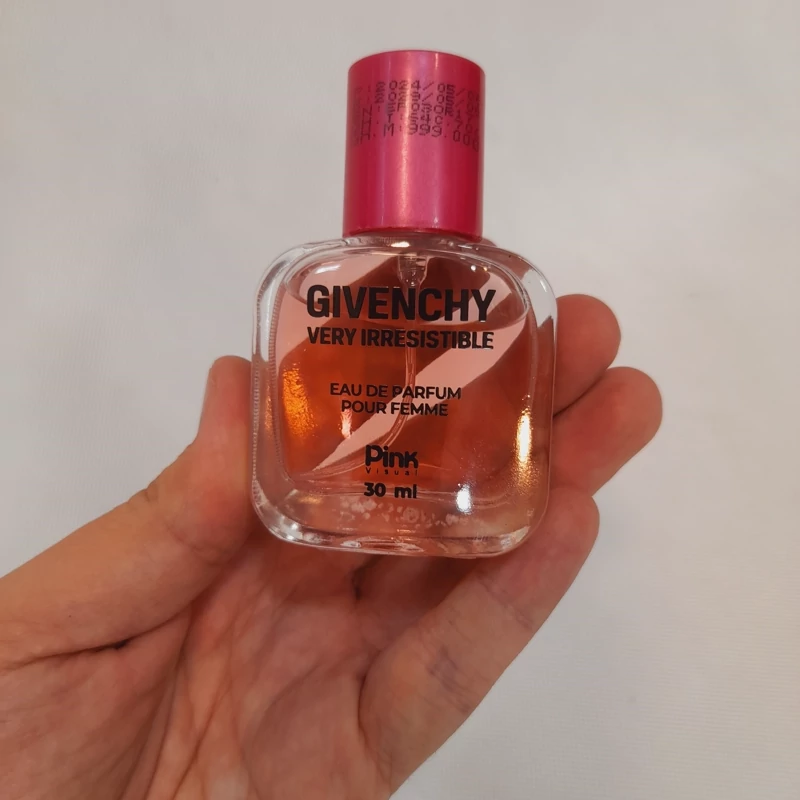 GIVENCHY
VERY IRRESISTIBLE
EAU DE PARFUM
POUR FEMME
Pink
Visual
30 ml